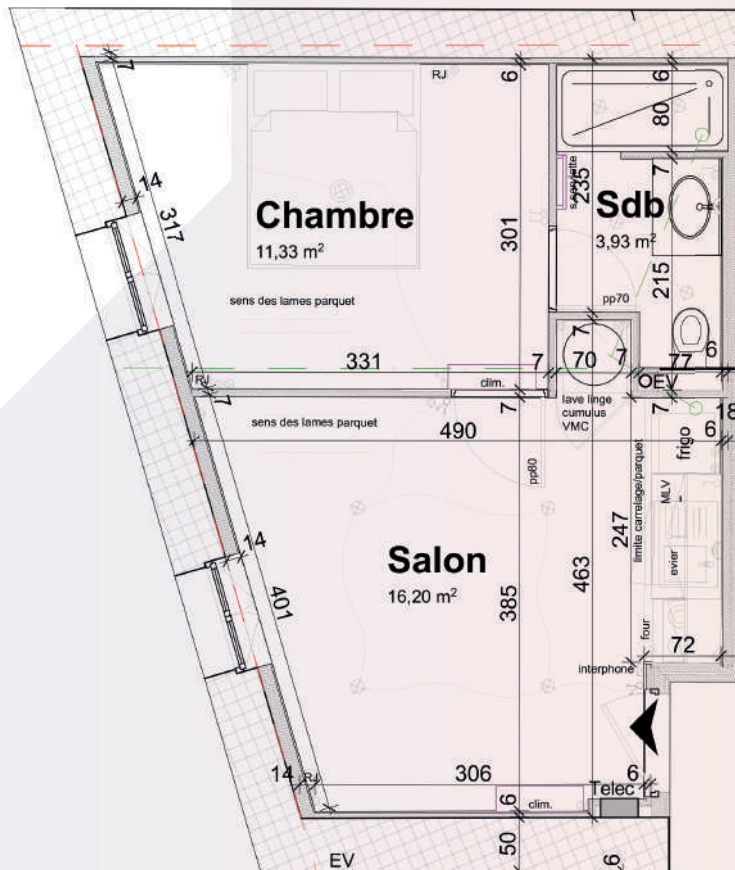 7
RJ
6
6
80
14
317
Chambre
11,33 m²
301
235
s.serviette
7
Sdb
3,93 m²
215
sens des lames parquet
pp70
7
331
7
70
7
77
6
RJ
clim.
OEV
7
7
lave linge
cumulus
VMC
7
18
sens des lames parquet
490
6
frigo
pp80
limite carrelage/parquet
MLV
247
14
Salon
16,20 m²
385
463
evier
401
four
72
interphone
14
RJ
306
6
Telec
6
clim.
50
EV
6